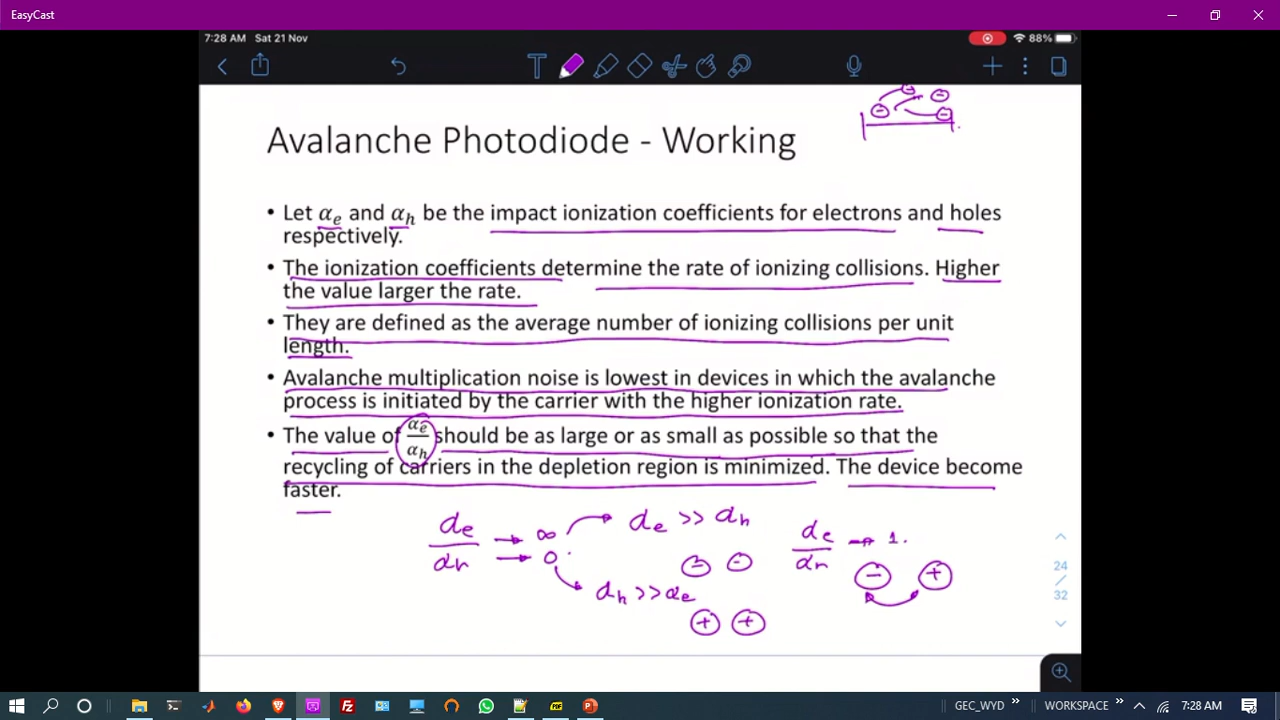 EasyCast
7:28 AM Sat 21 Nov
88%
Avalanche Photodiode - Working
• Let αe and αh be the impact ionization coefficients for electrons and holes
respectively.
• The ionization coefficients determine the rate of ionizing collisions. Higher
the value larger the rate.
• They are defined as the average number of ionizing collisions per unit
length.
• Avalanche multiplication noise is lowest in devices in which the avalanche
process is initiated by the carrier with the higher ionization rate.
• The value of αe/αh should be as large or as small as possible so that the
recycling of carriers in the depletion region is minimized. The device become
faster.
αe/αh → ∞ → αe >> αh
→ 0 → αh >> αe
αe/αh → 1.
24
/
32
GEC_WYD » WORKSPACE » 7:28 AM